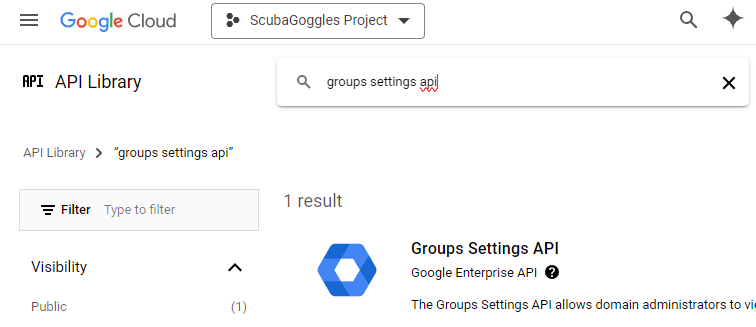 Google Cloud
ScubaGoggles Project
API API Library
groups settings api
API Library > “groups settings api”
Filter Type to filter
1 result
Groups Settings API
Google Enterprise API
Visibility
Public (1)
The Groups Settings API allows domain administrators to